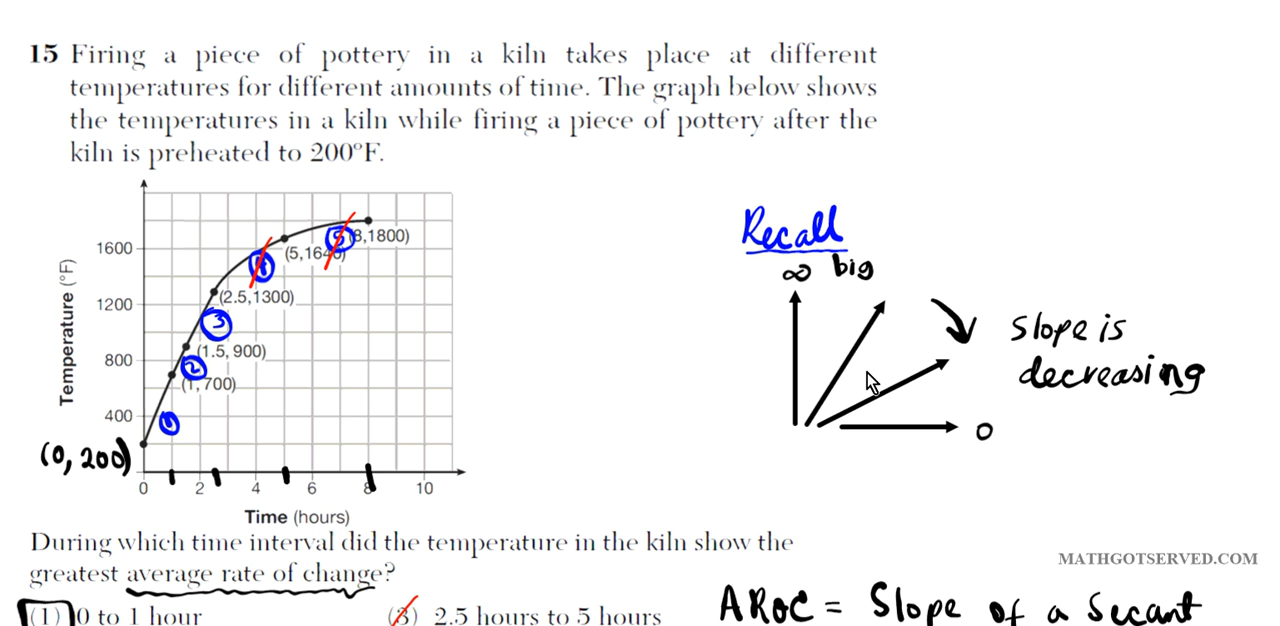 15 Firing a piece of pottery in a kiln takes place at different
temperatures for different amounts of time. The graph below shows
the temperatures in a kiln while firing a piece of pottery after the
kiln is preheated to 200°F.
Temperature (°F)
1600
1200
800
400
(8,1800)
(5,1640)
(2.5,1300)
(1.5, 900)
(1, 700)
5
4
3
2
1
(0, 200)
0 2 4 6 8 10
Time (hours)
Recall
∞ big
0
Slope is
decreasing
During which time interval did the temperature in the kiln show the
greatest average rate of change?
(1) 0 to 1 hour
(3) 2.5 hours to 5 hours
MATHGOTSERVED.COM
AROC = Slope of a Secant